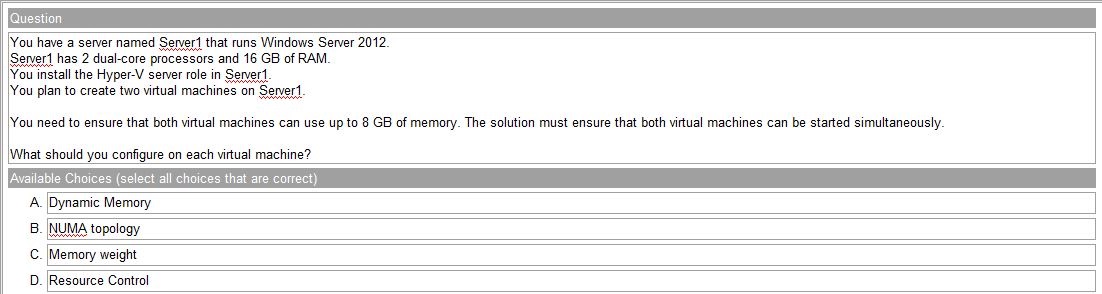 Question
You have a server named Server1 that runs Windows Server 2012.
Server1 has 2 dual-core processors and 16 GB of RAM.
You install the Hyper-V server role in Server1.
You plan to create two virtual machines on Server1.
You need to ensure that both virtual machines can use up to 8 GB of memory. The solution must ensure that both virtual machines can be started simultaneously.
What should you configure on each virtual machine?
Available Choices (select all choices that are correct)
A. Dynamic Memory
B. NUMA topology
C. Memory weight
D. Resource Control